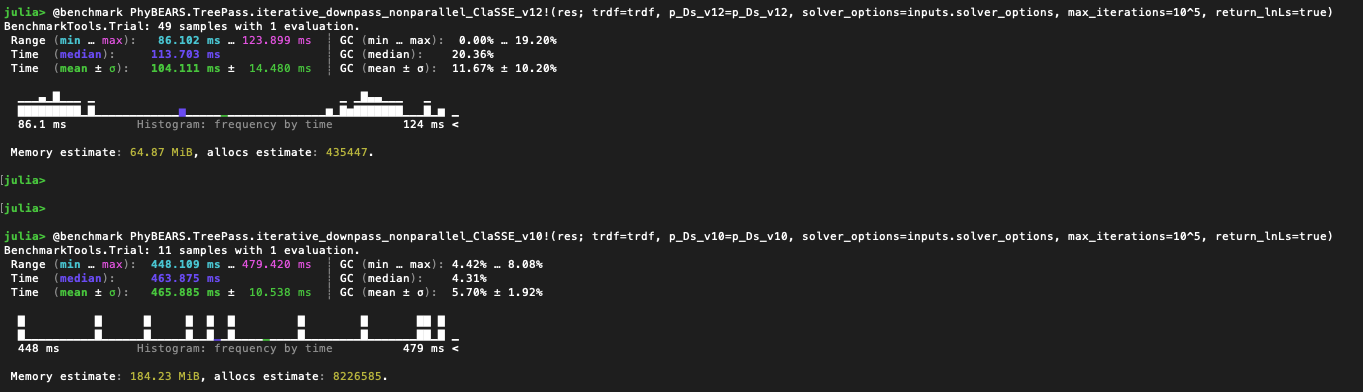 julia> @benchmark PhyBEARS.TreePass.iterative_downpass_nonparallel_ClaSSE_v12!(res; trdf=trdf, p_Ds_v12=p_Ds_v12, solver_options=inputs.solver_options, max_iterations=10^5, return_lnLs=true)
BenchmarkTools.Trial: 49 samples with 1 evaluation.
Range (min … max): 86.102 ms … 123.899 ms ┊ GC (min … max): 0.00% … 19.20%
Time (median): 113.703 ms ┊ GC (median): 20.36%
Time (mean ± σ): 104.111 ms ± 14.480 ms ┊ GC (mean ± σ): 11.67% ± 10.20%
86.1 ms Histogram: frequency by time 124 ms <
Memory estimate: 64.87 MiB, allocs estimate: 435447.
[julia>
[julia>
julia> @benchmark PhyBEARS.TreePass.iterative_downpass_nonparallel_ClaSSE_v10!(res; trdf=trdf, p_Ds_v10=p_Ds_v10, solver_options=inputs.solver_options, max_iterations=10^5, return_lnLs=true)
BenchmarkTools.Trial: 11 samples with 1 evaluation.
Range (min … max): 448.109 ms … 479.420 ms ┊ GC (min … max): 4.42% … 8.08%
Time (median): 463.875 ms ┊ GC (median): 4.31%
Time (mean ± σ): 465.885 ms ± 10.538 ms ┊ GC (mean ± σ): 5.70% ± 1.92%
448 ms Histogram: frequency by time 479 ms <
Memory estimate: 184.23 MiB, allocs estimate: 8226585.